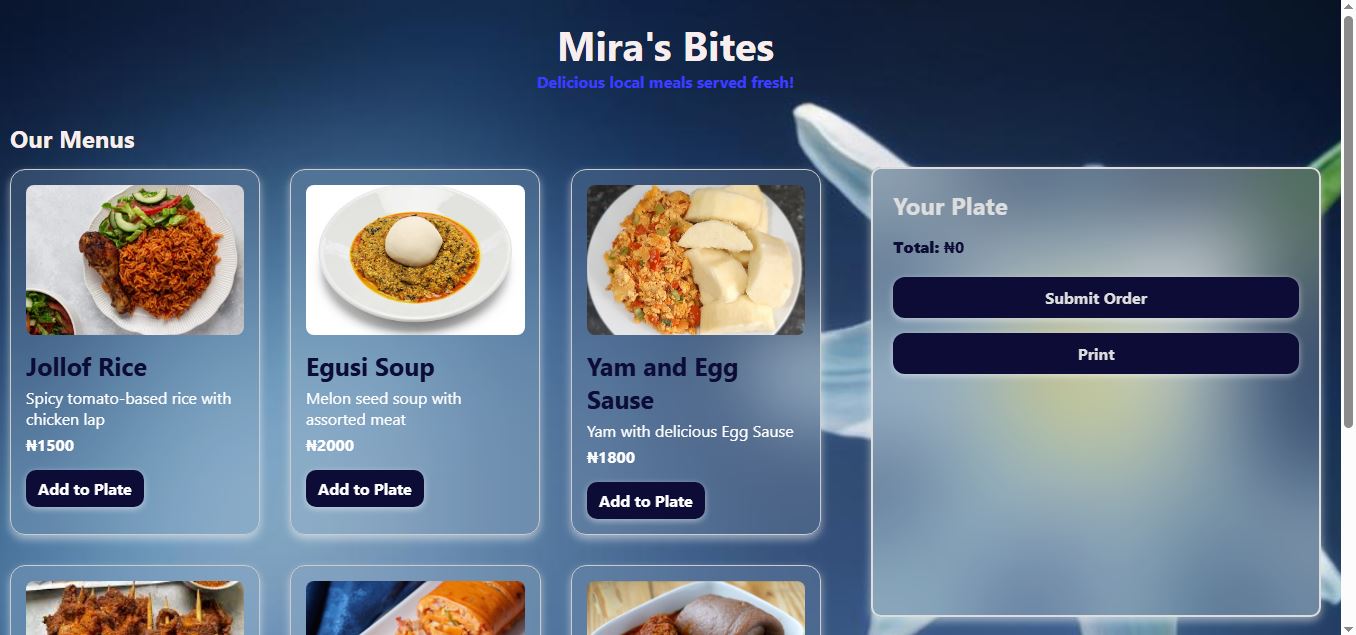 Mira's Bites
Delicious local meals served fresh!
Our Menus
Jollof Rice
Spicy tomato-based rice with
chicken lap
₦1500
Add to Plate
Egusi Soup
Melon seed soup with
assorted meat
₦2000
Add to Plate
Yam and Egg
Sause
Yam with delicious Egg Sause
₦1800
Add to Plate
Your Plate
Total: ₦0
Submit Order
Print